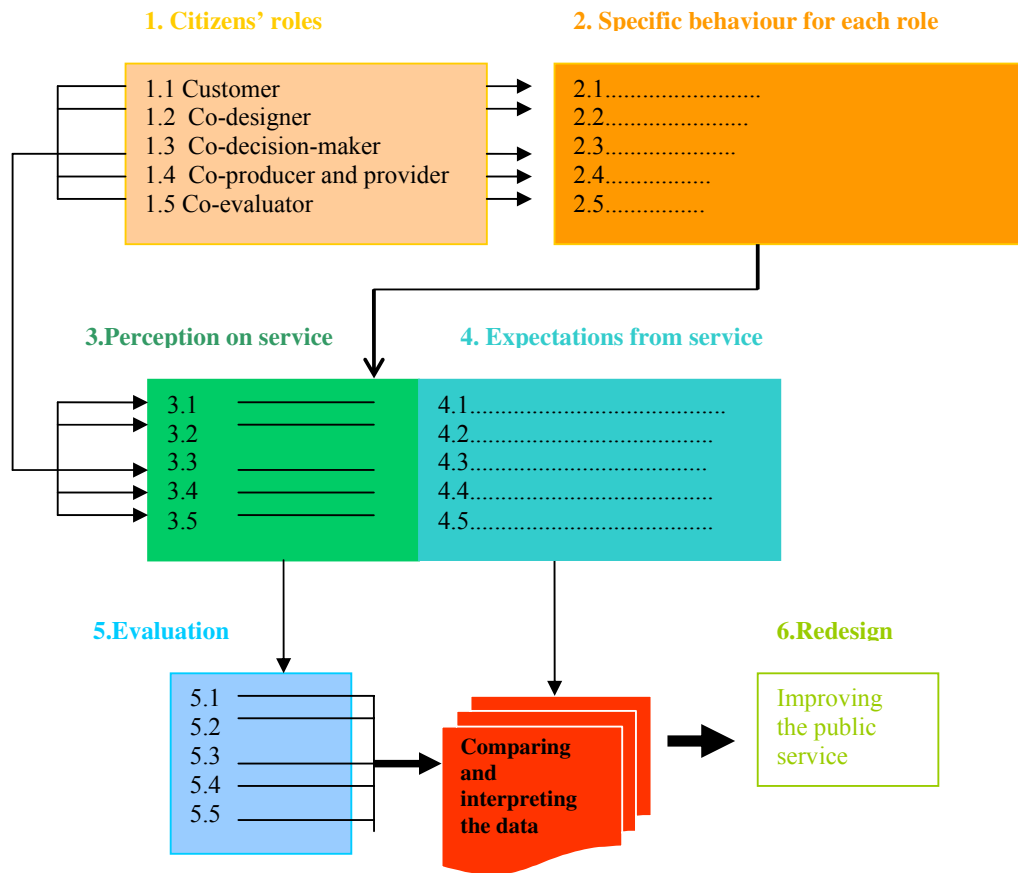 1. Citizens' roles
2. Specific behaviour for each role
1.1 Customer
1.2 Co-designer
1.3 Co-decision-maker
1.4 Co-producer and provider
1.5 Co-evaluator
2.1.........................
2.2.......................
2.3.....................
2.4.................
2.5................
3.Perception on service
4. Expectations from service
3.1
3.2
3.3
3.4
3.5
4.1.........................................
4.2.......................................
4.3......................................
4.4.......................................
4.5.......................................
5.Evaluation
6.Redesign
5.1
5.2
5.3
5.4
5.5
Comparing
and
interpreting
the data
Improving
the public
service